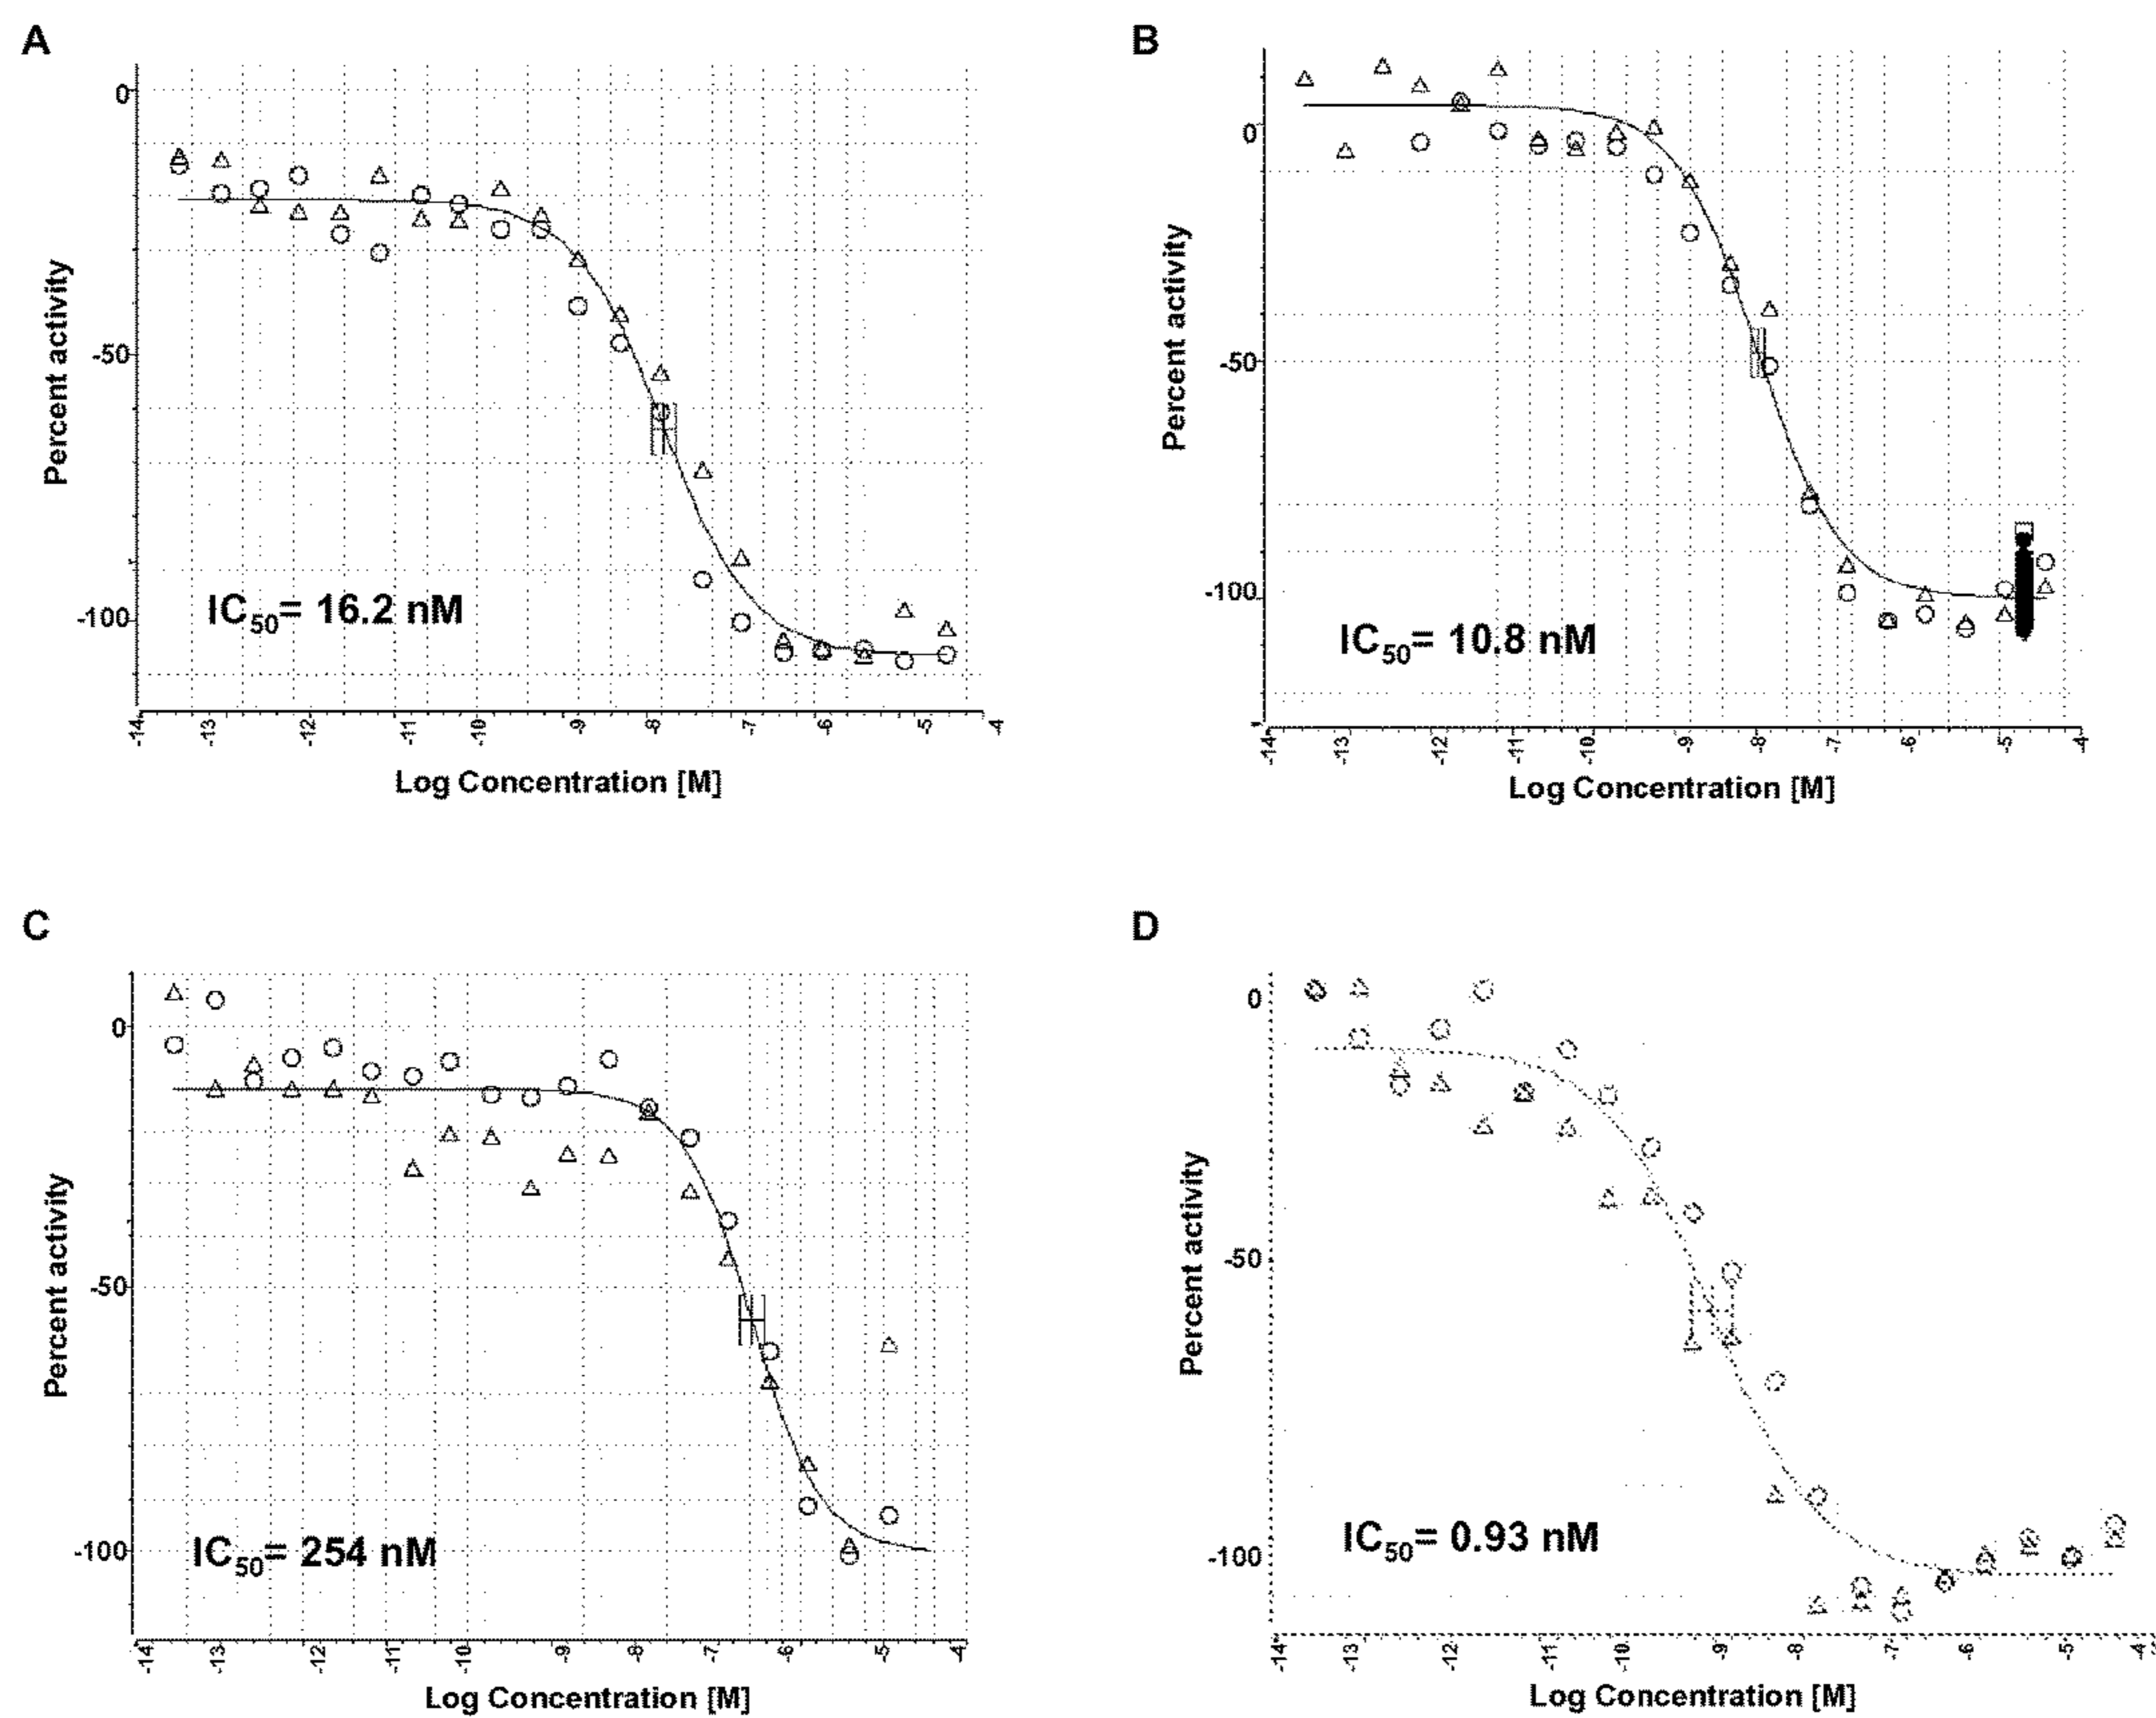 A
0
-50
-100
Percent activity
IC50= 16.2 nM
-14 -13 -12 -11 -10 -9 -8 -7 -6 -5 -4
Log Concentration [M]
B
0
-50
-100
Percent activity
IC50= 10.8 nM
-14 -13 -12 -11 -10 -9 -8 -7 -6 -5 -4
Log Concentration [M]
C
0
-50
-100
Percent activity
IC50= 254 nM
-14 -13 -12 -11 -10 -9 -8 -7 -6 -5 -4
Log Concentration [M]
D
0
-50
-100
Percent activity
IC50= 0.93 nM
-14 -13 -12 -11 -10 -9 -8 -7 -6 -5 -4
Log Concentration [M]